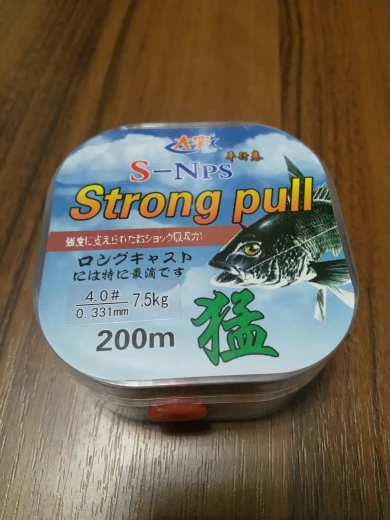 S-NPS
Strong pull
ロングキャスト
には特に最滴です
4.0# 7.5kg
0.331mm
200m
猛